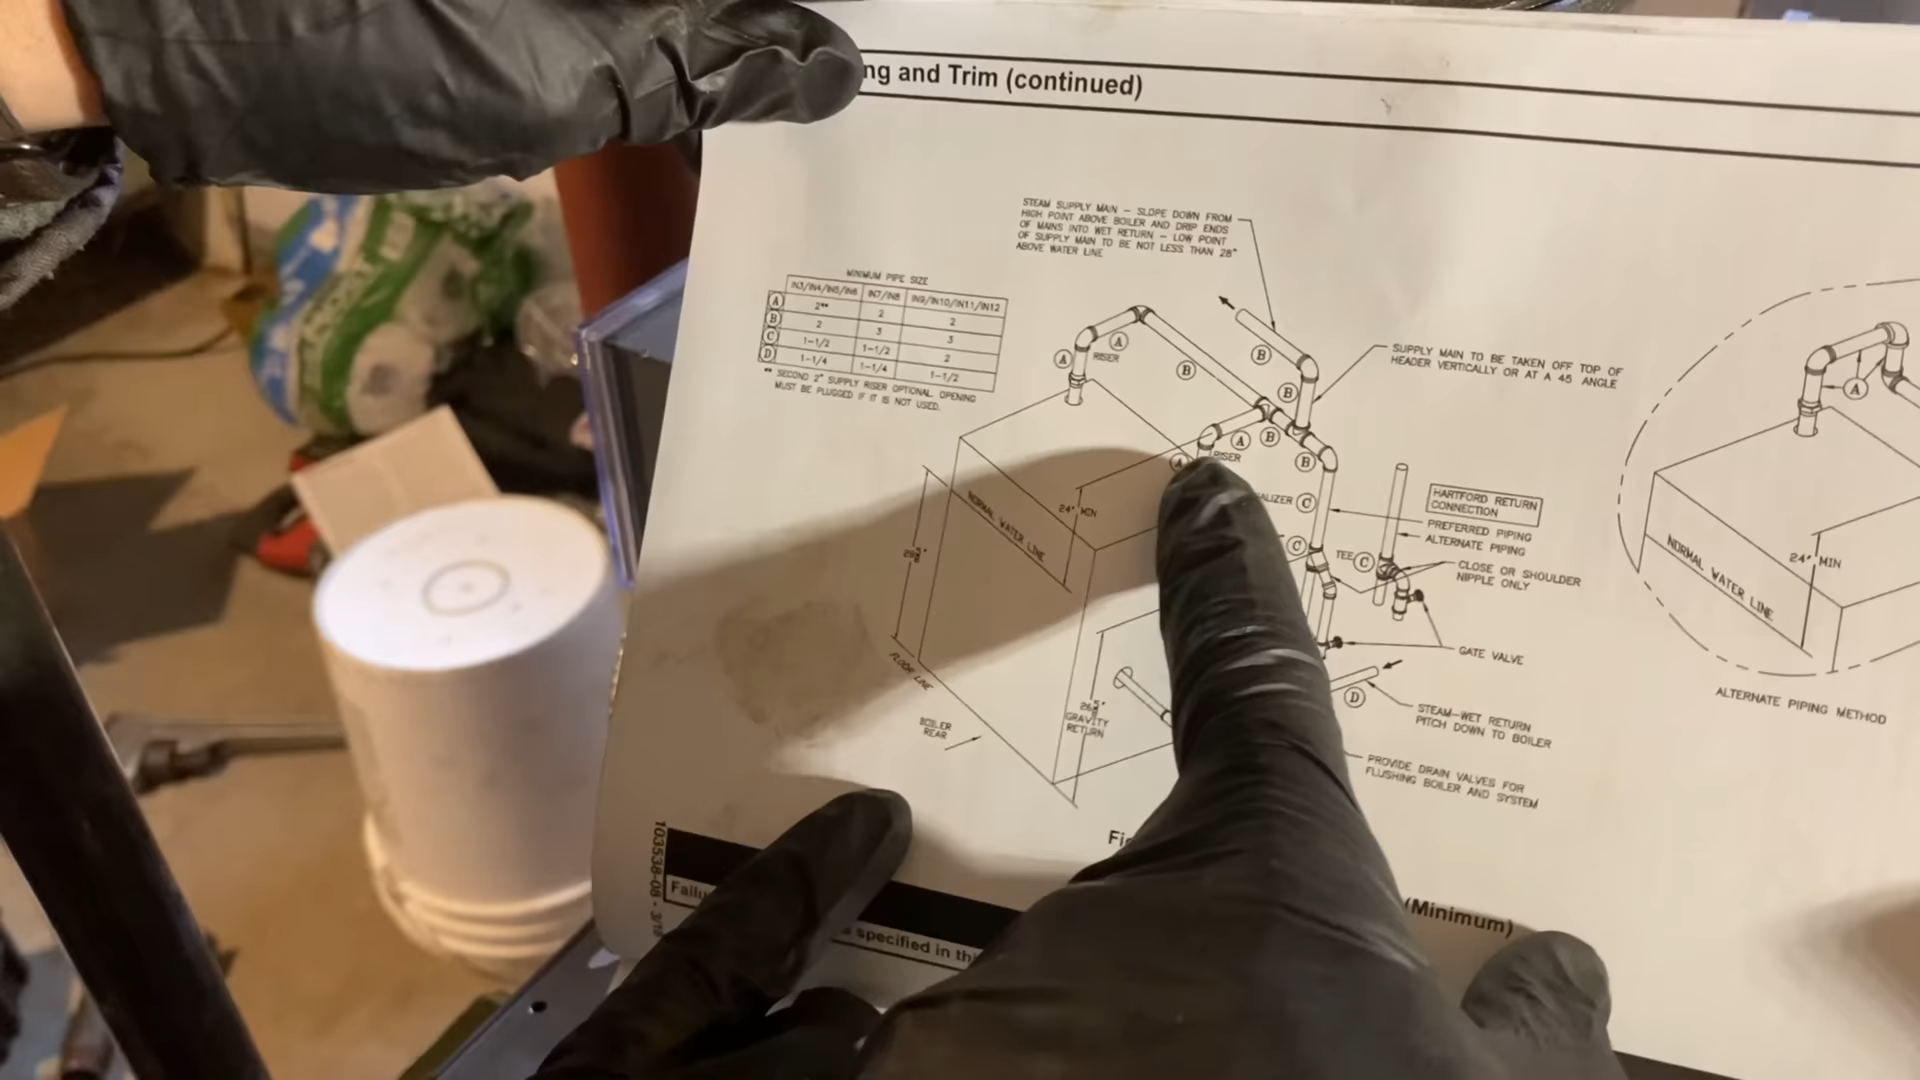 ng and Trim (continued)
STEAM SUPPLY MAIN - SLOPE DOWN FROM
HIGH POINT ABOVE BOILER AND DRIP ENDS
OF MAINS INTO WET RETURN - LOW POINT
OF SUPPLY MAIN TO BE NOT LESS THAN 28"
ABOVE WATER LINE
MINIMUM PIPE SIZE
IN3/IN4/IN5/IN6 IN7/IN8 IN9/IN10/IN11/IN12
A 2** 2 2
B 2 3 3
C 1-1/2 1-1/2 2
D 1-1/4 1-1/4 1-1/2
** SECOND 2" SUPPLY RISER OPTIONAL. OPENING
MUST BE PLUGGED IF IT IS NOT USED.
A
RISER
A
B
B
B
SUPPLY MAIN TO BE TAKEN OFF TOP OF
HEADER VERTICALLY OR AT A 45 ANGLE
A
A
B
B
A
RISER
ALIZER C
C
TEE C
HARTFORD RETURN
CONNECTION
PREFERRED PIPING
ALTERNATE PIPING
CLOSE OR SHOULDER
NIPPLE ONLY
GATE VALVE
D
STEAM-WET RETURN
PITCH DOWN TO BOILER
PROVIDE DRAIN VALVES FOR
FLUSHING BOILER AND SYSTEM
NORMAL WATER LINE
24" MIN
FLOOR LINE
BOILER
REAR
GRAVITY
RETURN
NORMAL WATER LINE
24" MIN
ALTERNATE PIPING METHOD
(Minimum)
specified in thi
103538-06 - 3/18